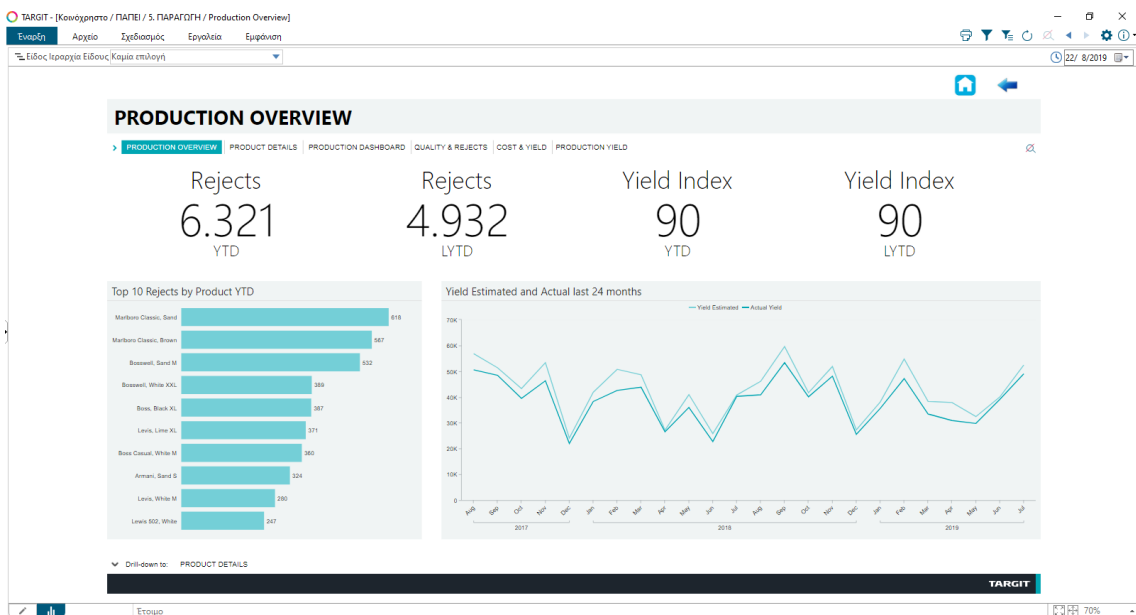 TARGIT - [Κοινόχρηστο / ΠΑΠΕΙ / 5. ΠΑΡΑΓΩΓΗ / Production Overview]
Έναρξη Αρχείο Σχεδιασμός Εργαλεία Εμφάνιση
Είδος Ιεραρχία Είδους Καμία επιλογή 22/ 8/2019
PRODUCTION OVERVIEW
PRODUCTION OVERVIEW PRODUCT DETAILS PRODUCTION DASHBOARD QUALITY & REJECTS COST & YIELD PRODUCTION YIELD
Rejects Rejects Yield Index Yield Index
6.321 4.932 90 90
YTD LYTD YTD LYTD
Top 10 Rejects by Product YTD
Marlboro Classic, Sand 618
Marlboro Classic, Brown 567
Bosswell, Sand M 532
Bosswell, White XXL 389
Boss, Black XL 387
Levis, Lime XL 371
Boss Casual, White M 360
Armani, Sand S 324
Levis, White M 280
Lewis 502, White 247
Yield Estimated and Actual last 24 months
Yield Estimated Actual Yield
70K
60K
50K
40K
30K
20K
10K
0
Aug Sep Oct Nov Dec Jan Feb Mar Apr May Jun Jul Aug Sep Oct Nov Dec Jan Feb Mar Apr May Jun Jul
2017 2018 2019
Drill-down to: PRODUCT DETAILS
TARGIT
Έτοιμο 70%